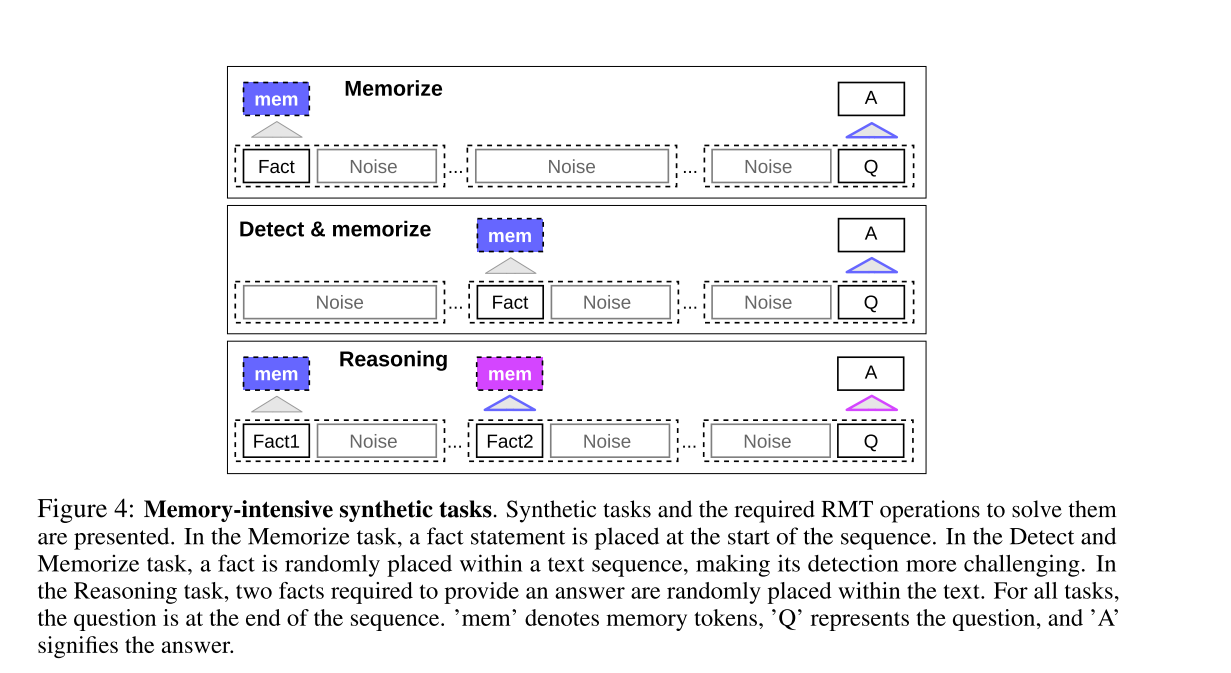 Memorize
mem
A
Fact Noise ... Noise ... Noise Q
Detect & memorize
mem
A
Noise ... Fact Noise ... Noise Q
Reasoning
mem mem A
Fact1 Noise ... Fact2 Noise ... Noise Q
Figure 4: Memory-intensive synthetic tasks. Synthetic tasks and the required RMT operations to solve them
are presented. In the Memorize task, a fact statement is placed at the start of the sequence. In the Detect and
Memorize task, a fact is randomly placed within a text sequence, making its detection more challenging. In
the Reasoning task, two facts required to provide an answer are randomly placed within the text. For all tasks,
the question is at the end of the sequence. ’mem’ denotes memory tokens, ’Q’ represents the question, and ’A’
signifies the answer.